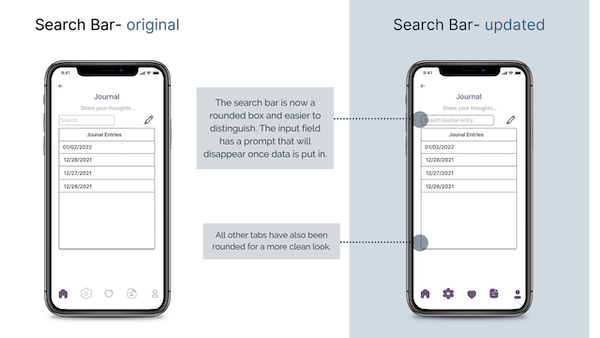 Search Bar- original
Search Bar- updated
9:41
Journal
Share your thoughts...
Search
Jounal Entries
01/02/2022
12/28/2021
12/27/2021
12/26/2021
The search bar is now a
rounded box and easier to
distinguish. The input field
has a prompt that will
disappear once data is put in.
All other tabs have also been
rounded for a more clean look.
9:41
Journal
Share your thoughts...
Search journal entry
Jounal Entries
01/02/2022
12/28/2021
12/27/2021
12/26/2021